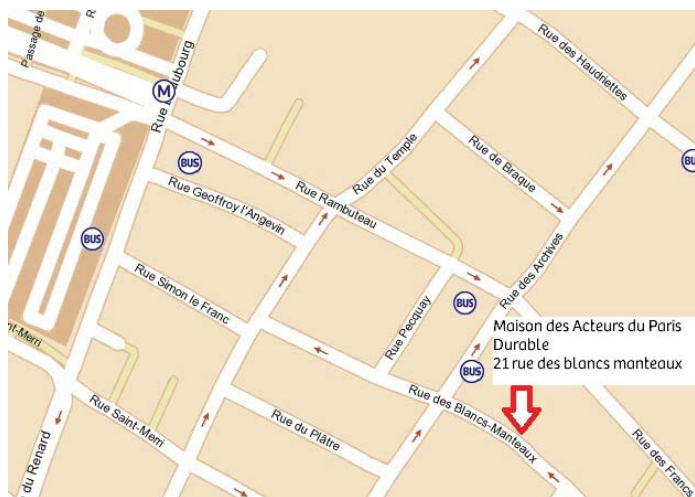 Passage de
Rue Beaubourg
M
BUS
Rue des Haudriettes
Rue de Braque
Rue du Temple
Rue Rambuteau
Rue Geoffroy l'Angevin
BUS
BUS
Rue Simon le Franc
Rue des Archives
Rue Pecquay
BUS
Maison des Acteurs du Paris
Durable
21 rue des blancs manteaux
BUS
nt-Merri
Rue des Blancs-Manteaux
Rue Saint-Merri
Rue du Plâtre
Rue des Francs
du Renard